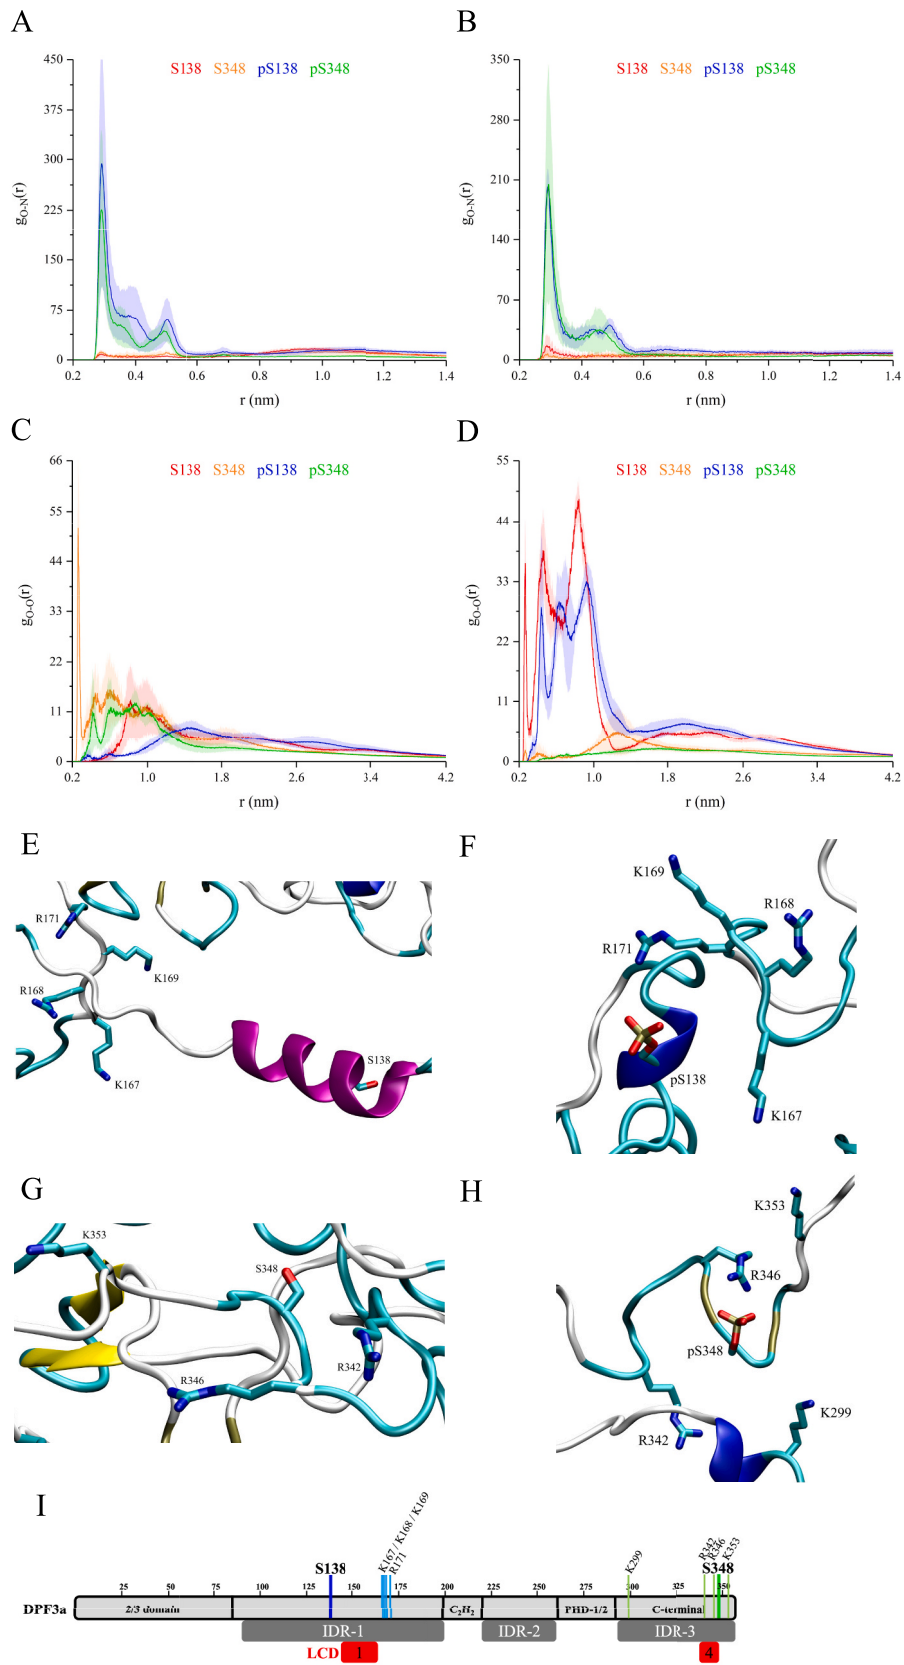 A
B
S138 S348 pS138 pS348
S138 S348 pS138 pS348
450
375
300
225
150
75
0
gO-N(r)
0.2 0.4 0.6 0.8 1.0 1.2 1.4
r (nm)
350
280
210
140
70
0
gO-N(r)
0.2 0.4 0.6 0.8 1.0 1.2 1.4
r (nm)
C
D
S138 S348 pS138 pS348
S138 S348 pS138 pS348
66
55
44
33
22
11
0
gO-O(r)
0.2 1.0 1.8 2.6 3.4 4.2
r (nm)
55
44
33
22
11
0
gO-O(r)
0.2 1.0 1.8 2.6 3.4 4.2
r (nm)
E
R171
K169
R168
K167
S138
F
K169
R168
R171
pS138
K167
G
K353
S348
R342
R346
H
K353
R346
pS348
K299
R342
I
K167 / K168 / K169
R171
K299
R342
R346
K353
S138
S348
25 50 75 100 125 150 175 200 225 250 275 300 325 350
DPF3a
2/3 domain
C2H2
PHD-1/2
C-terminal
IDR-1
IDR-2
IDR-3
LCD
1
4